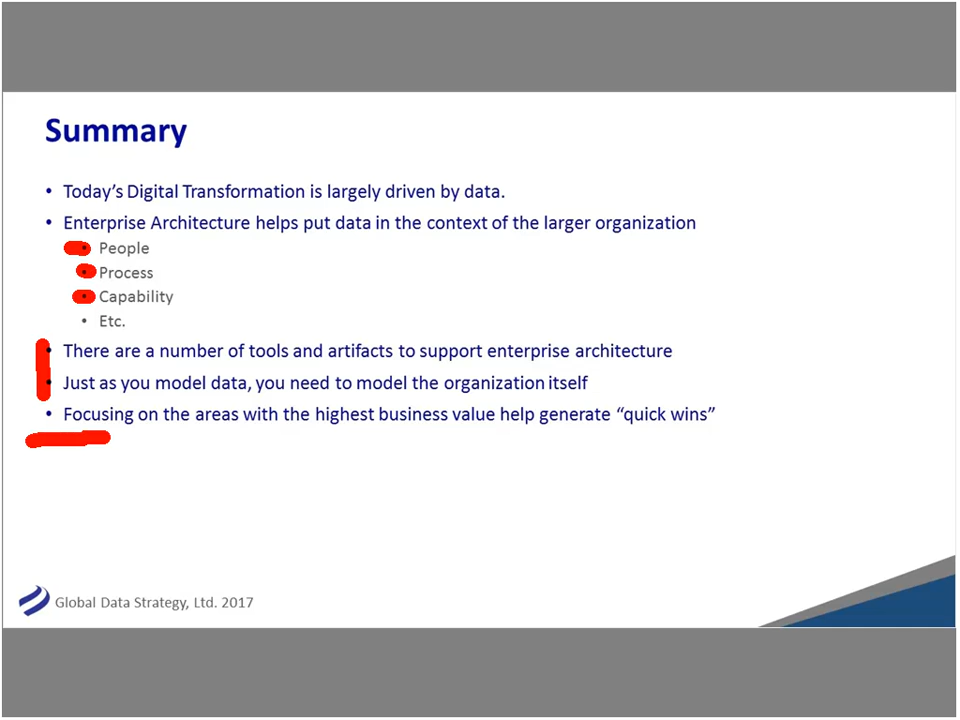 Summary
• Today's Digital Transformation is largely driven by data.
• Enterprise Architecture helps put data in the context of the larger organization
• People
• Process
• Capability
• Etc.
• There are a number of tools and artifacts to support enterprise architecture
• Just as you model data, you need to model the organization itself
• Focusing on the areas with the highest business value help generate “quick wins”
Global Data Strategy, Ltd. 2017